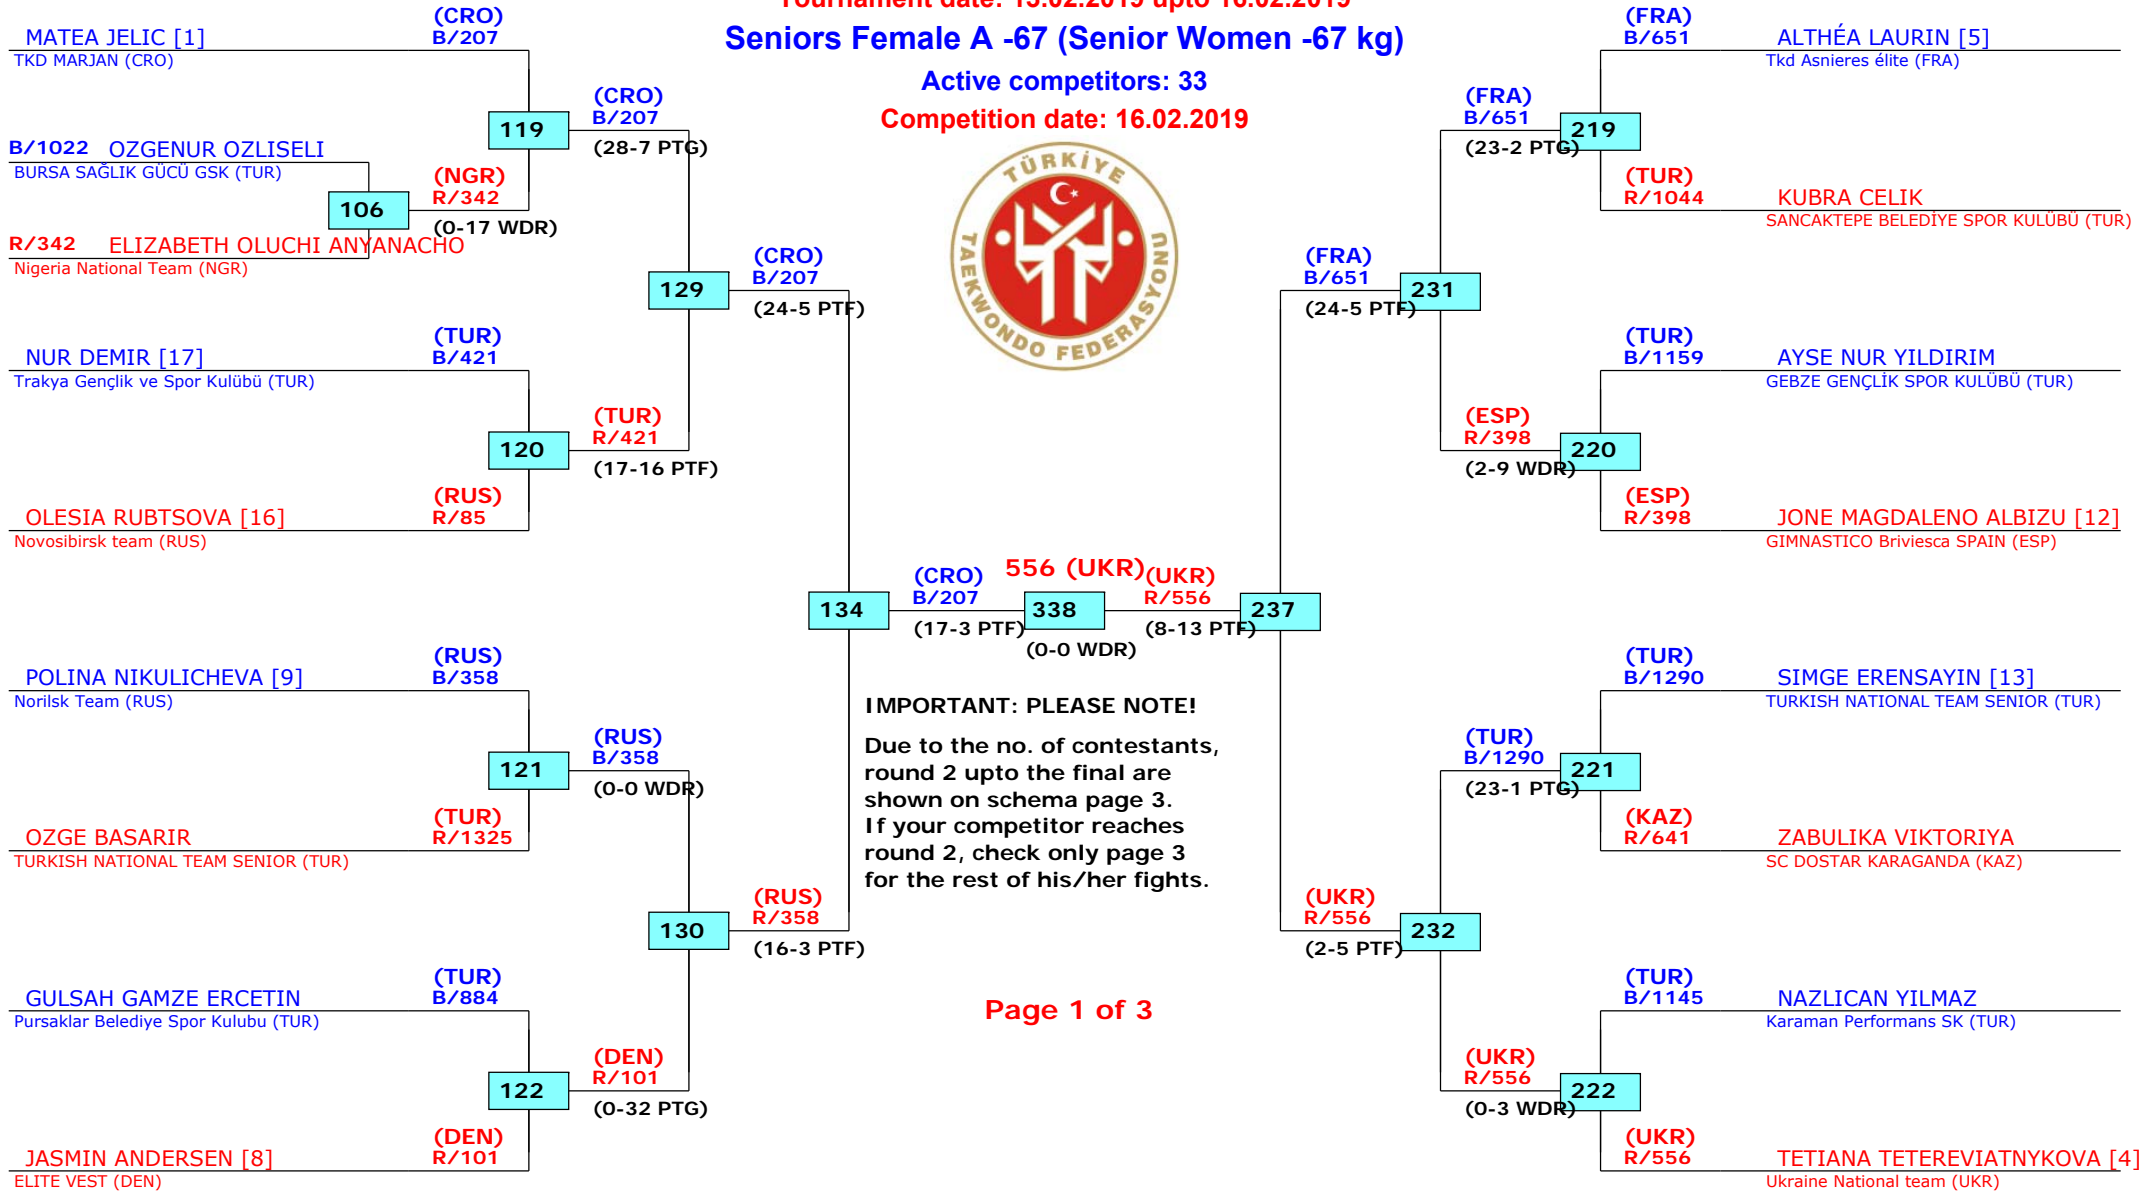 Tournament date: 13.02.2019 upto 16.02.2019
Seniors Female A -67 (Senior Women -67 kg)
Active competitors: 33
Competition date: 16.02.2019
TÜRKİYE
TAEKWONDO FEDERASYONU
MATEA JELIC [1]
TKD MARJAN (CRO)
(CRO)
B/207
B/1022 OZGENUR OZLISELI
BURSA SAĞLIK GÜCÜ GSK (TUR)
R/342 ELIZABETH OLUCHI ANYANACHO
Nigeria National Team (NGR)
106
(NGR)
R/342
(0-17 WDR)
119
(CRO)
B/207
(28-7 PTG)
NUR DEMIR [17]
Trakya Gençlik ve Spor Kulübü (TUR)
(TUR)
B/421
OLESIA RUBTSOVA [16]
Novosibirsk team (RUS)
(RUS)
R/85
120
(TUR)
R/421
(17-16 PTF)
129
(CRO)
B/207
(24-5 PTF)
POLINA NIKULICHEVA [9]
Norilsk Team (RUS)
(RUS)
B/358
OZGE BASARIR
TURKISH NATIONAL TEAM SENIOR (TUR)
(TUR)
R/1325
121
(RUS)
B/358
(0-0 WDR)
GULSAH GAMZE ERCETIN
Pursaklar Belediye Spor Kulubu (TUR)
(TUR)
B/884
JASMIN ANDERSEN [8]
ELITE VEST (DEN)
(DEN)
R/101
122
(DEN)
R/101
(0-32 PTG)
130
(RUS)
R/358
(16-3 PTF)
134
(CRO)
B/207
(17-3 PTF)
556 (UKR)
338
(0-0 WDR)
(UKR)
R/556
(8-13 PTF)
237
IMPORTANT: PLEASE NOTE!
Due to the no. of contestants,
round 2 upto the final are
shown on schema page 3.
If your competitor reaches
round 2, check only page 3
for the rest of his/her fights.
Page 1 of 3
(FRA)
B/651
(24-5 PTF)
231
(FRA)
B/651
(23-2 PTG)
219
(FRA)
B/651
ALTHÉA LAURIN [5]
Tkd Asnieres élite (FRA)
(TUR)
R/1044
KUBRA CELIK
SANCAKTEPE BELEDİYE SPOR KULÜBÜ (TUR)
(ESP)
R/398
(2-9 WDR)
220
(TUR)
B/1159
AYSE NUR YILDIRIM
GEBZE GENÇLİK SPOR KULÜBÜ (TUR)
(ESP)
R/398
JONE MAGDALENO ALBIZU [12]
GIMNASTICO Briviesca SPAIN (ESP)
(UKR)
R/556
(2-5 PTF)
232
(TUR)
B/1290
(23-1 PTG)
221
(TUR)
B/1290
SIMGE ERENSAYIN [13]
TURKISH NATIONAL TEAM SENIOR (TUR)
(KAZ)
R/641
ZABULIKA VIKTORIYA
SC DOSTAR KARAGANDA (KAZ)
(UKR)
R/556
(0-3 WDR)
222
(TUR)
B/1145
NAZLICAN YILMAZ
Karaman Performans SK (TUR)
(UKR)
R/556
TETIANA TETEREVIATNYKOVA [4]
Ukraine National team (UKR)